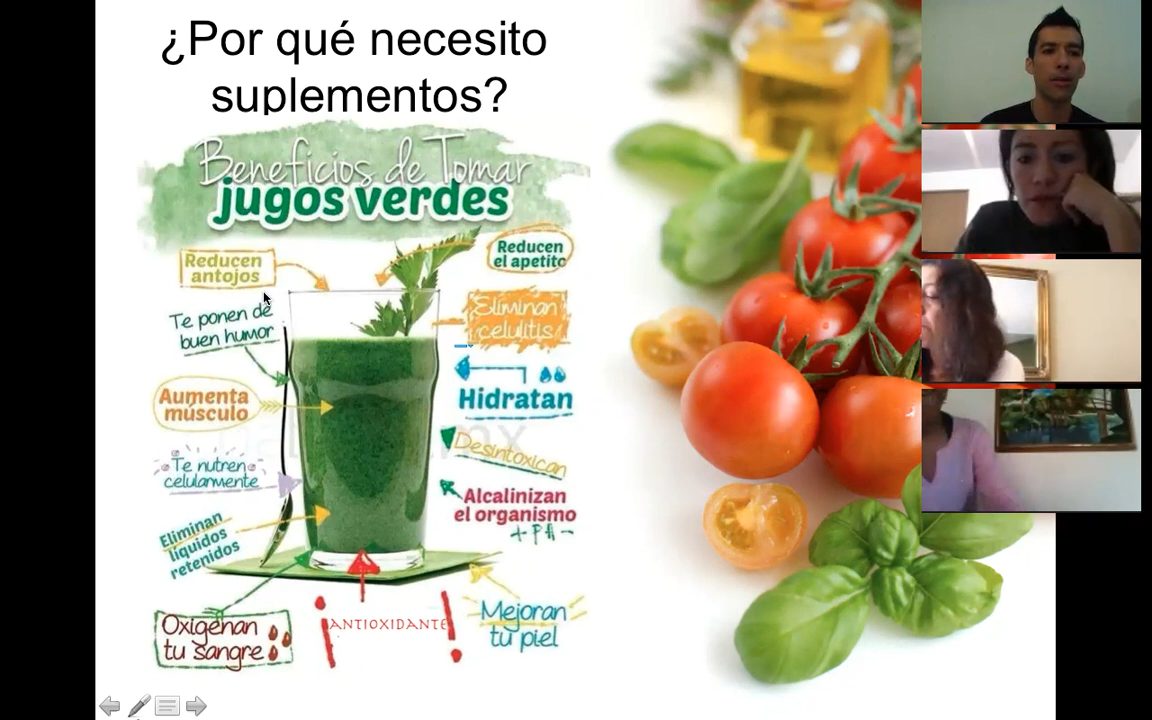 ¿Por qué necesito
suplementos?
Beneficios de Tomar
jugos verdes
Reducen
antojos
Reducen
el apetito
Te ponen de
buen humor
Eliminan
celulitis
Aumenta
músculo
Hidratan
Te nutren
celularmente
Desintoxican
Alcalinizan
el organismo
+PH-
Eliminan
líquidos
retenidos
Oxigenan
tu sangre
¡ANTIOXIDANTE!
Mejoran
tu piel